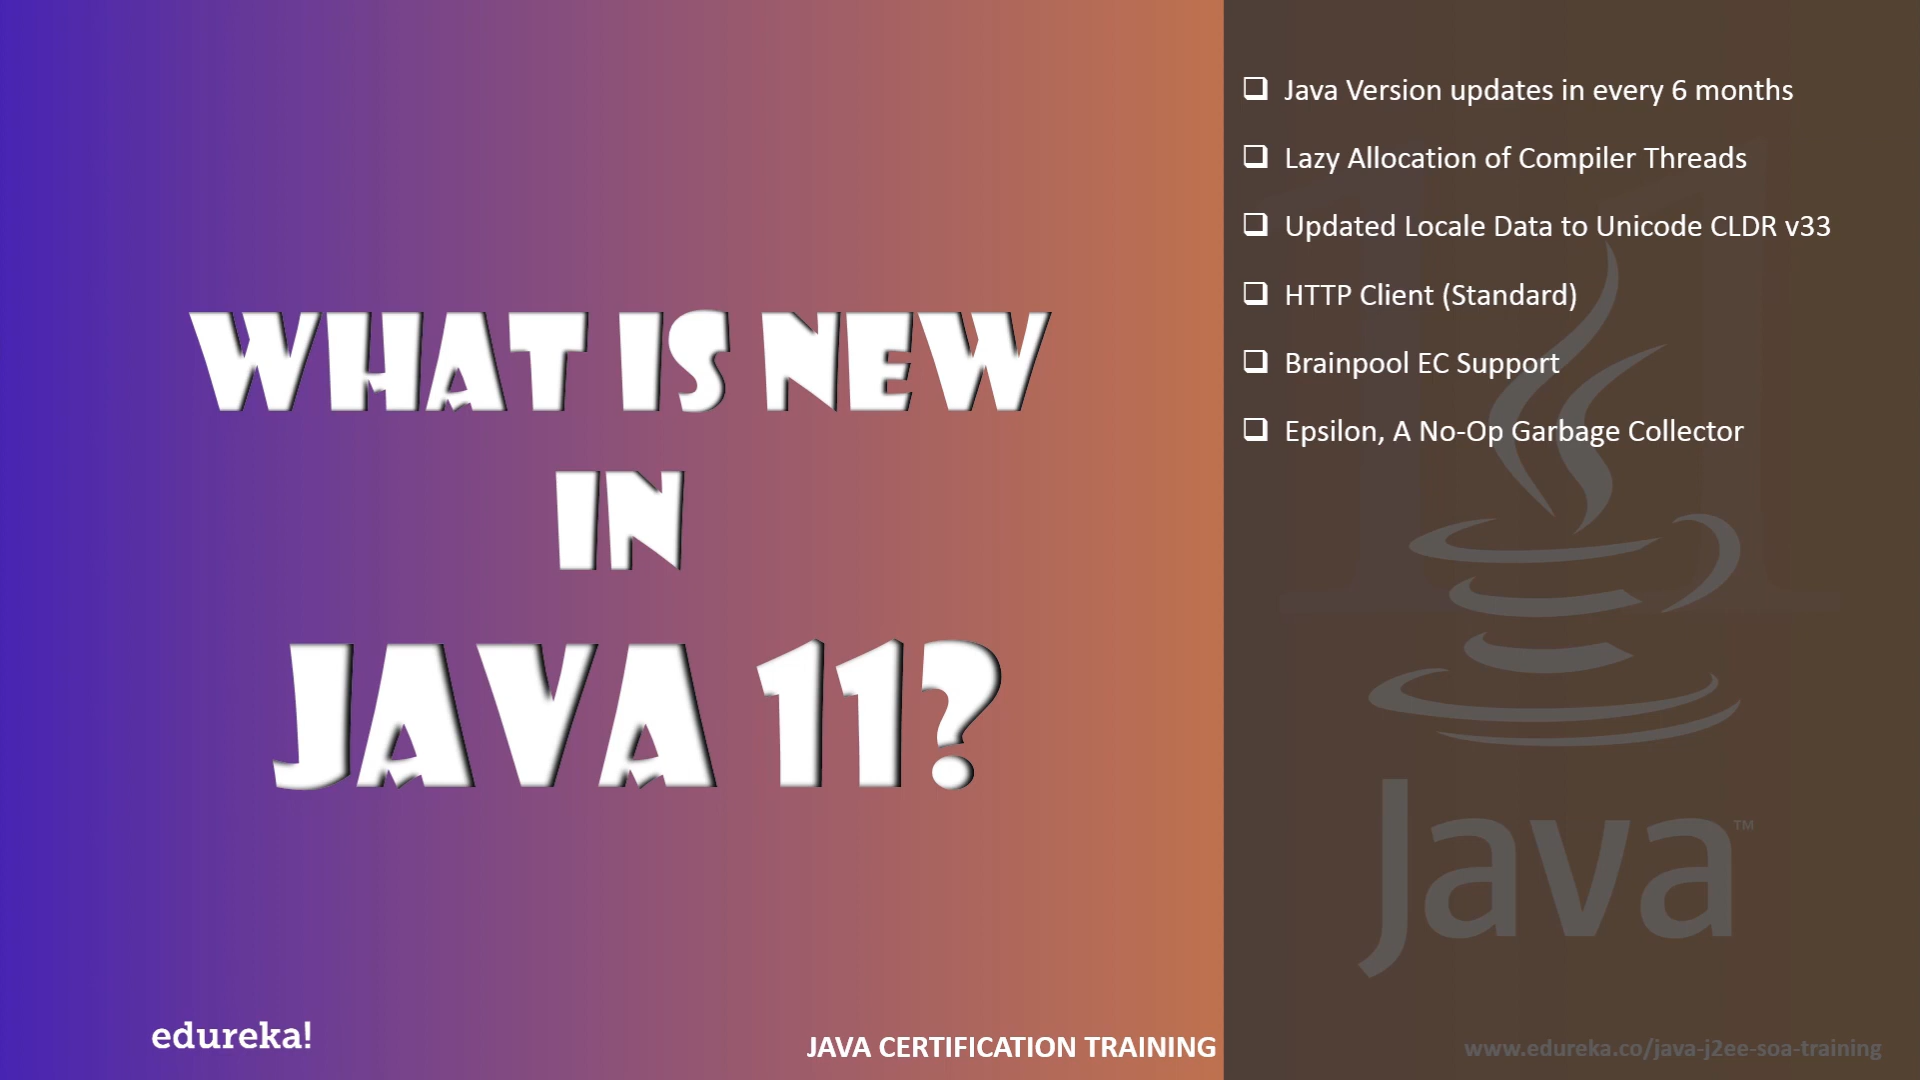 WHAT IS NEW
IN
JAVA 11?
Java Version updates in every 6 months
Lazy Allocation of Compiler Threads
Updated Locale Data to Unicode CLDR v33
HTTP Client (Standard)
Brainpool EC Support
Epsilon, A No-Op Garbage Collector
11
Java™
edureka!
JAVA CERTIFICATION TRAINING
www.edureka.co/java-j2ee-soa-training